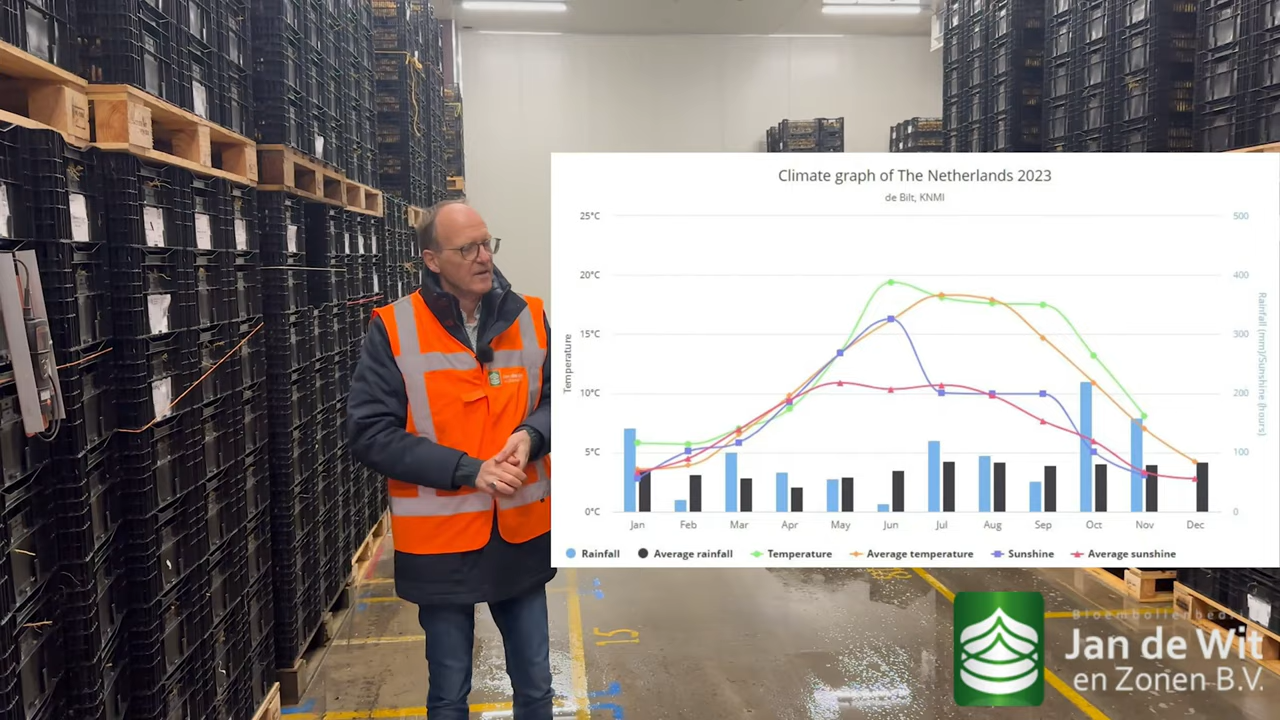 Climate graph of The Netherlands 2023
de Bilt, KNMI
25°C
20°C
15°C
10°C
5°C
0°C
Temperature
500
400
300
200
100
0
Rainfall (mm)/Sunshine (hours)
Jan Feb Mar Apr May Jun Jul Aug Sep Oct Nov Dec
Rainfall Average rainfall Temperature Average temperature Sunshine Average sunshine
15
Jan de Wit
en Zonen B.V.